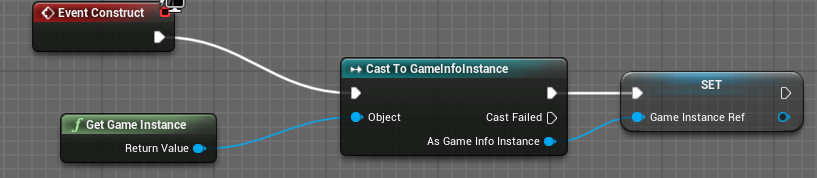 Event Construct
Cast To GameInfoInstance
SET
Object
Cast Failed
Game Instance Ref
Get Game Instance
As Game Info Instance
Return Value